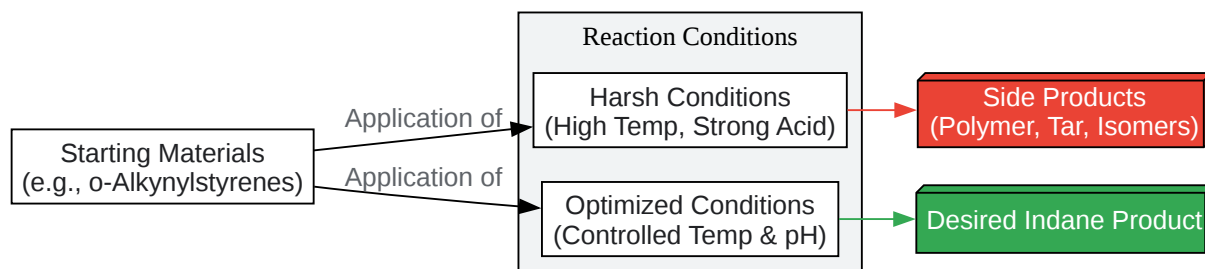 Reaction Conditions
Starting Materials
(e.g., o-Alkynylstyrenes)
Application of
Application of
Harsh Conditions
(High Temp, Strong Acid)
Optimized Conditions
(Controlled Temp & pH)
Side Products
(Polymer, Tar, Isomers)
Desired Indane Product